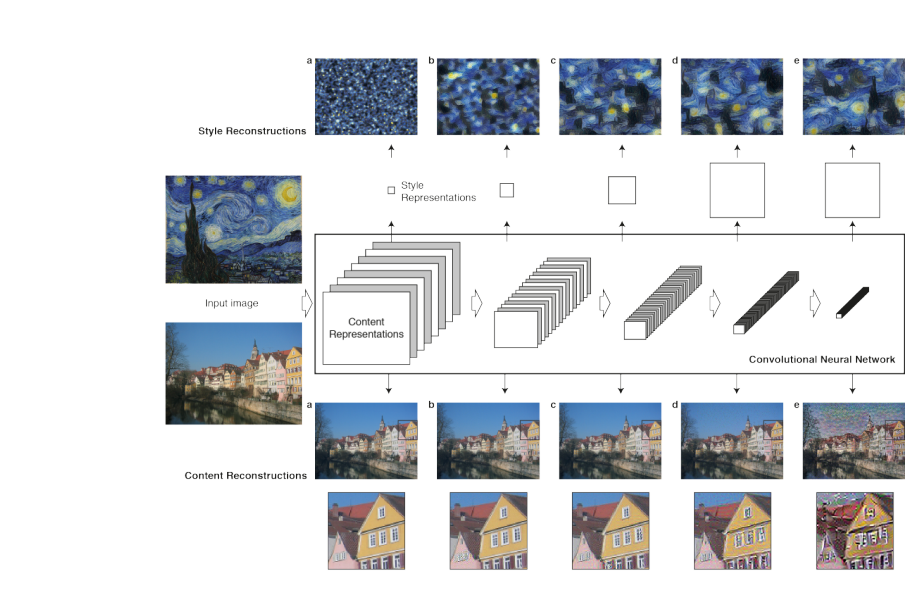 a
b
c
d
e
Style Reconstructions
Style
Representations
Input image
Content
Representations
Convolutional Neural Network
a
b
c
d
e
Content Reconstructions